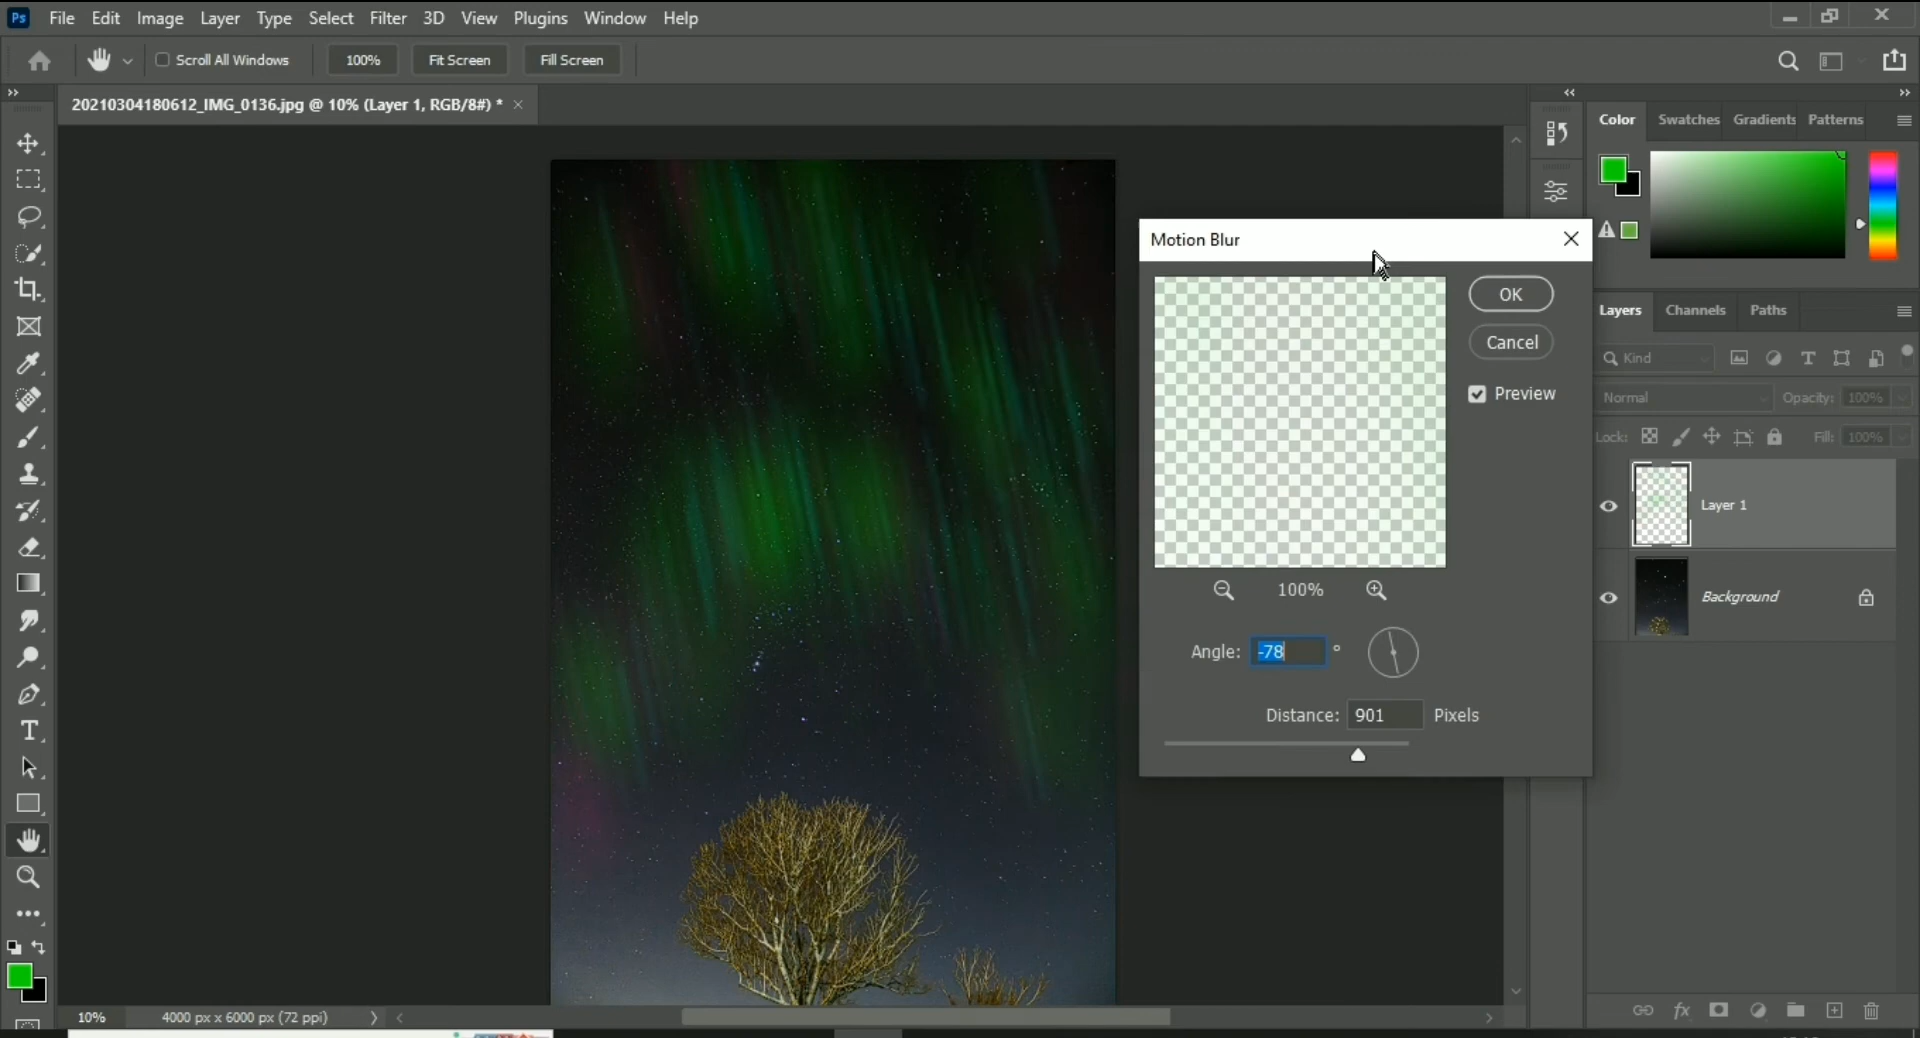 Ps File Edit Image Layer Type Select Filter 3D View Plugins Window Help
Scroll All Windows 100% Fit Screen Fill Screen
20210304180612_IMG_0136.jpg @ 10% (Layer 1, RGB/8#) *
Color Swatches Gradients Patterns
Motion Blur
OK
Cancel
Preview
100%
Angle: -78 °
Distance: 901 Pixels
Layers Channels Paths
Kind
Normal Opacity: 100%
Lock: Fill: 100%
Layer 1
Background
10% 4000 px x 6000 px (72 ppi)